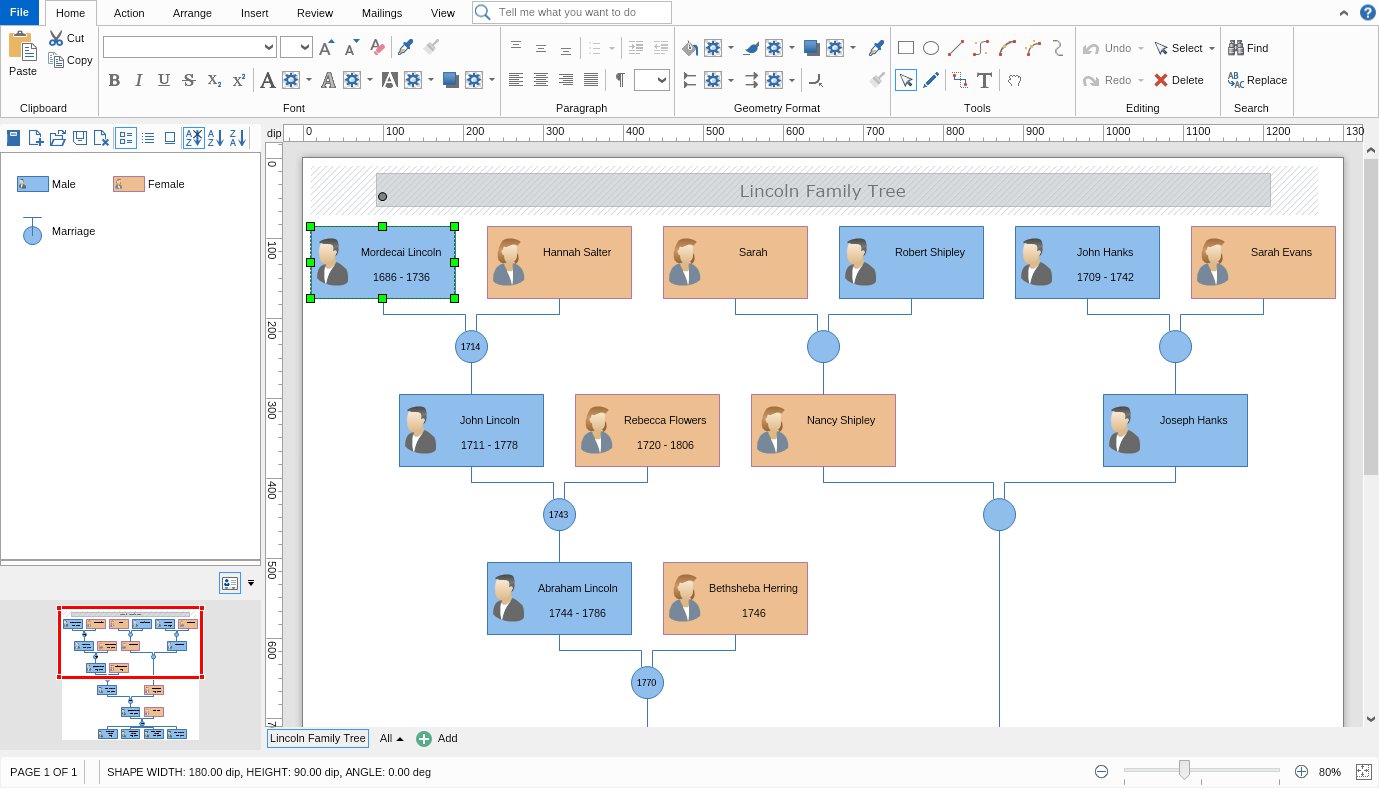 File Home Action Arrange Insert Review Mailings View Tell me what you want to do
Paste Cut Copy
Clipboard Font Paragraph Geometry Format Tools Editing Search
Undo Select Find
Redo Delete Replace
B I U S X₂ X² A A A T
dip 0 100 200 300 400 500 600 700 800 900 1000 1100 1200 130
0 100 200 300 400 500 600 7
Male Female
Marriage
Lincoln Family Tree
Mordecai Lincoln
1686 - 1736
Hannah Salter
Sarah
Robert Shipley
John Hanks
1709 - 1742
Sarah Evans
1714
John Lincoln
1711 - 1778
Rebecca Flowers
1720 - 1806
Nancy Shipley
Joseph Hanks
1743
Abraham Lincoln
1744 - 1786
Bethsheba Herring
1746
1770
Lincoln Family Tree All Add
PAGE 1 OF 1 SHAPE WIDTH: 180.00 dip, HEIGHT: 90.00 dip, ANGLE: 0.00 deg 80%